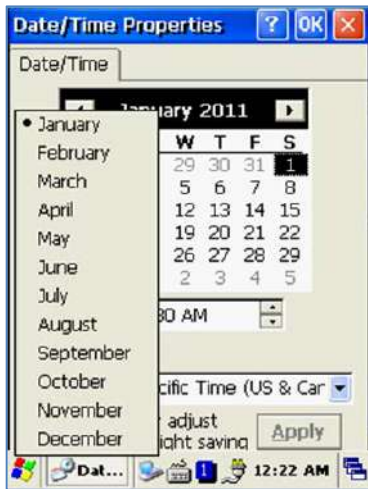 Date/Time Properties ? OK
Date/Time
January 2011
January
February
March
April
May
June
July
August
September
October
November
December
W T F S
29 30 31 1
5 6 7 8
12 13 14 15
19 20 21 22
26 27 28 29
2 3 4 5
30 AM
cific Time (US & Car
adjust
ight saving
Apply
Dat... 1 12:22 AM